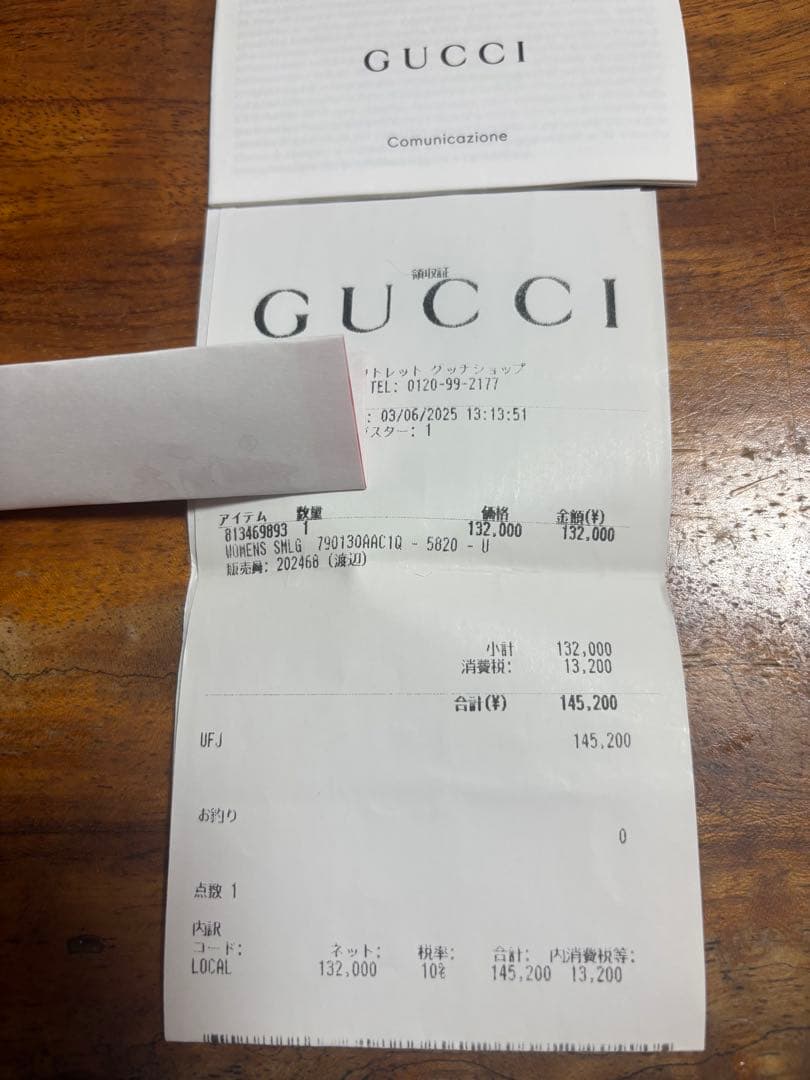 GUCCI
Comunicazione
領収証
GUCCI
トレット グッチショップ
TEL: 0120-99-2177
: 03/06/2025 13:13:51
スター: 1
アイテム 数量 価格 金額(¥)
813469893 1 132,000 132,000
WOMENS SMLG 790130AAC1Q - 5820 - U
販売員: 202468 (渡辺)
小計 132,000
消費税: 13,200
合計(¥) 145,200
UFJ 145,200
お釣り
0
点数 1
内訳
コード: ネット: 税率: 合計: 内消費税等:
LOCAL 132,000 10% 145,200 13,200